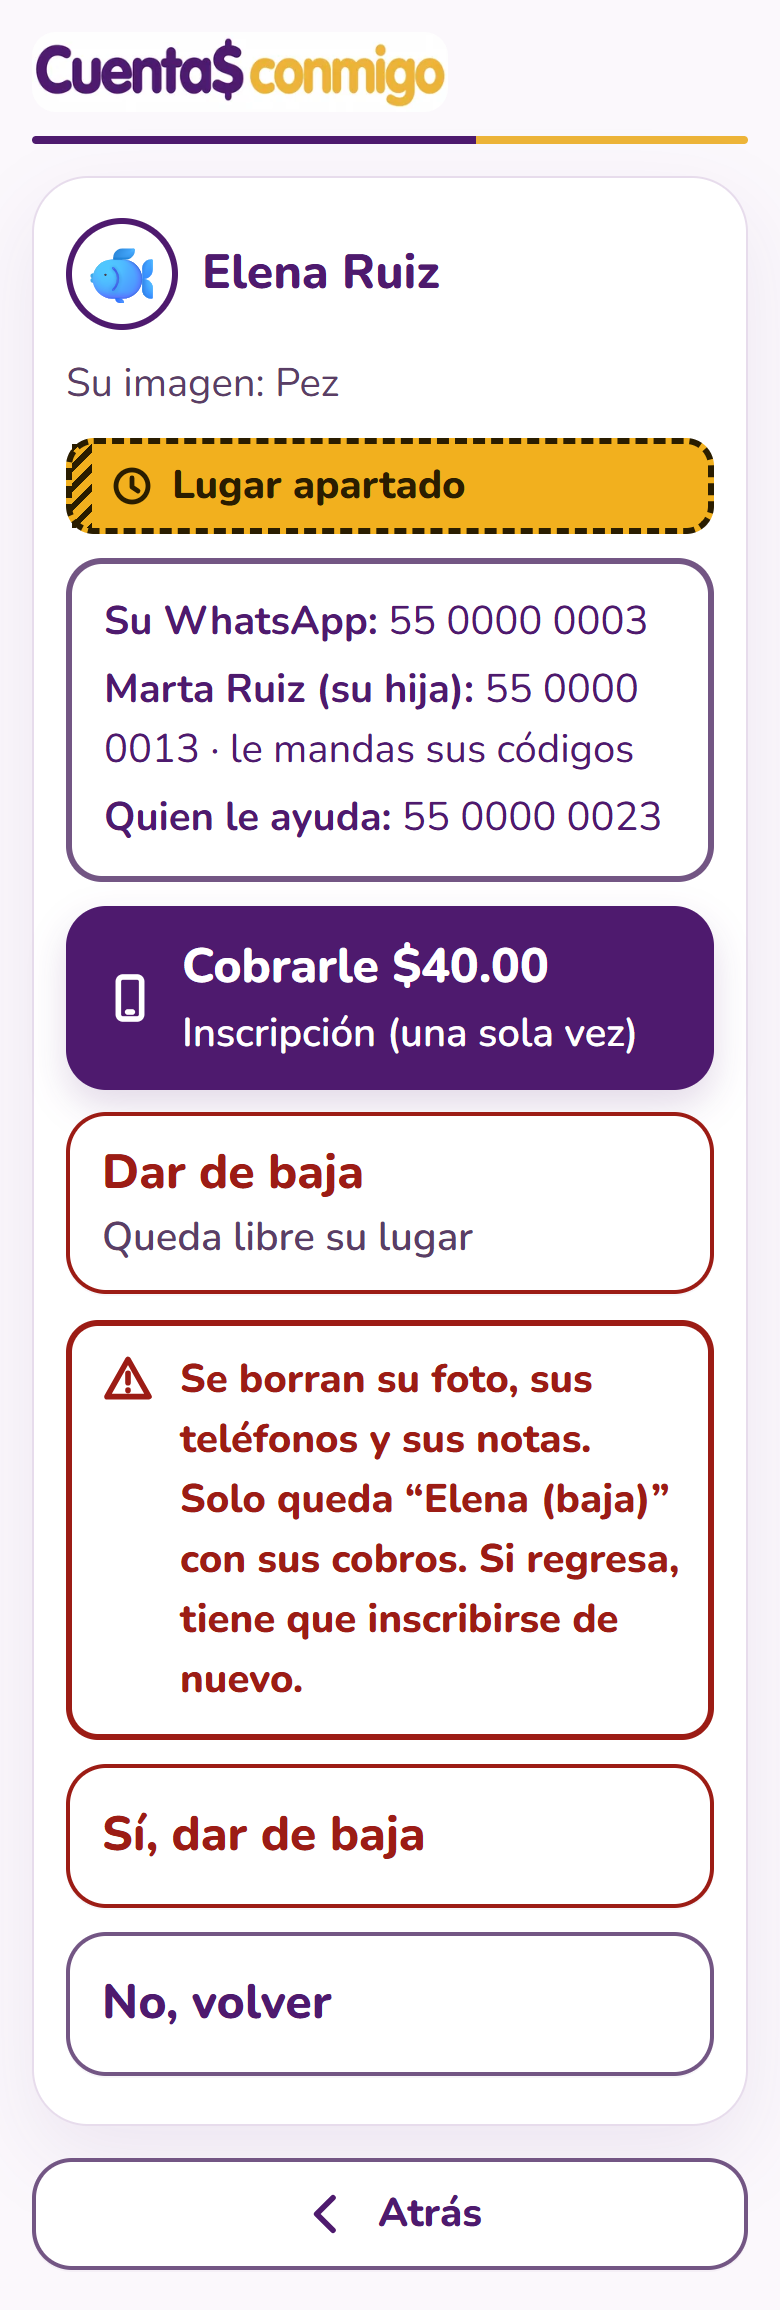 Cuenta$ conmigo
Elena Ruiz
Su imagen: Pez
Lugar apartado
Su WhatsApp: 55 0000 0003
Marta Ruiz (su hija): 55 0000
0013 · le mandas sus códigos
Quien le ayuda: 55 0000 0023
Cobrarle $40.00
Inscripción (una sola vez)
Dar de baja
Queda libre su lugar
Se borran su foto, sus
teléfonos y sus notas.
Solo queda “Elena (baja)”
con sus cobros. Si regresa,
tiene que inscribirse de
nuevo.
Sí, dar de baja
No, volver
Atrás